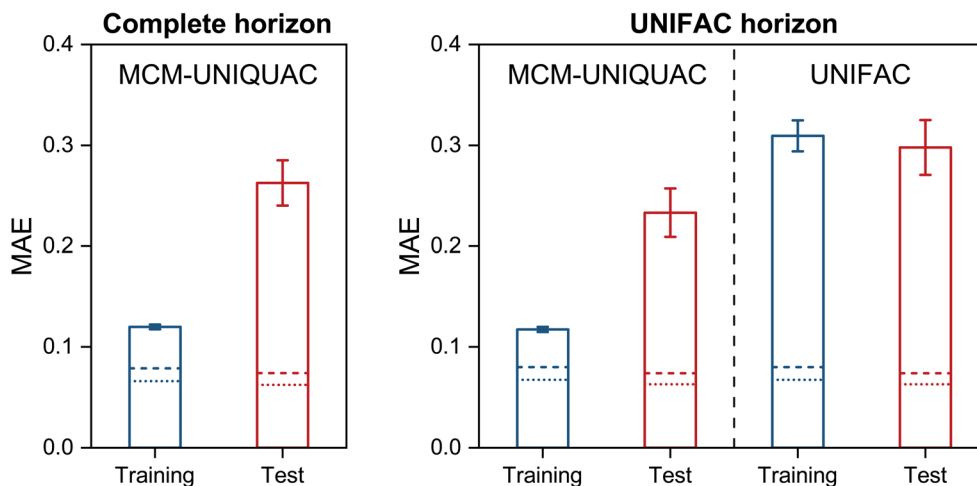 Complete horizon
MCM-UNIQUAC
MAE
0.4
0.3
0.2
0.1
0.0
Training Test
UNIFAC horizon
MCM-UNIQUAC UNIFAC
MAE
0.4
0.3
0.2
0.1
0.0
Training Test Training Test